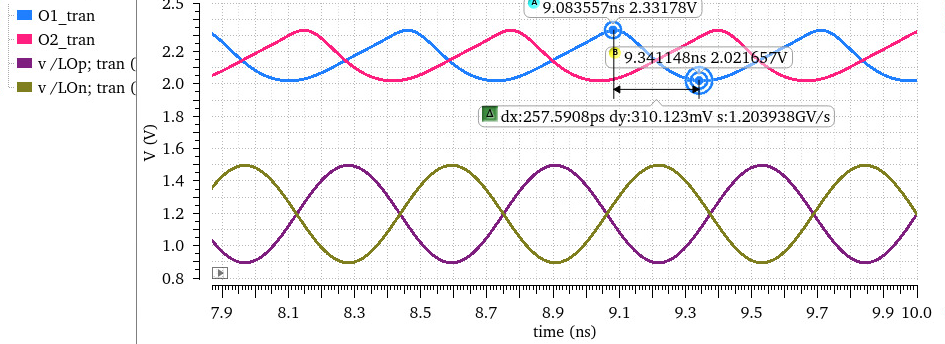 O1_tran
O2_tran
v /LOp; tran (
v /LOn; tran (
V (V)
2.5
2.2
2.0
1.8
1.6
1.4
1.2
1.0
0.8
A
9.083557ns 2.33178V
B
9.341148ns 2.021657V
Δ
dx:257.5908ps dy:310.123mV s:1.203938GV/s
7.9 8.1 8.3 8.5 8.7 8.9 9.1 9.3 9.5 9.7 9.9 10.0
time (ns)